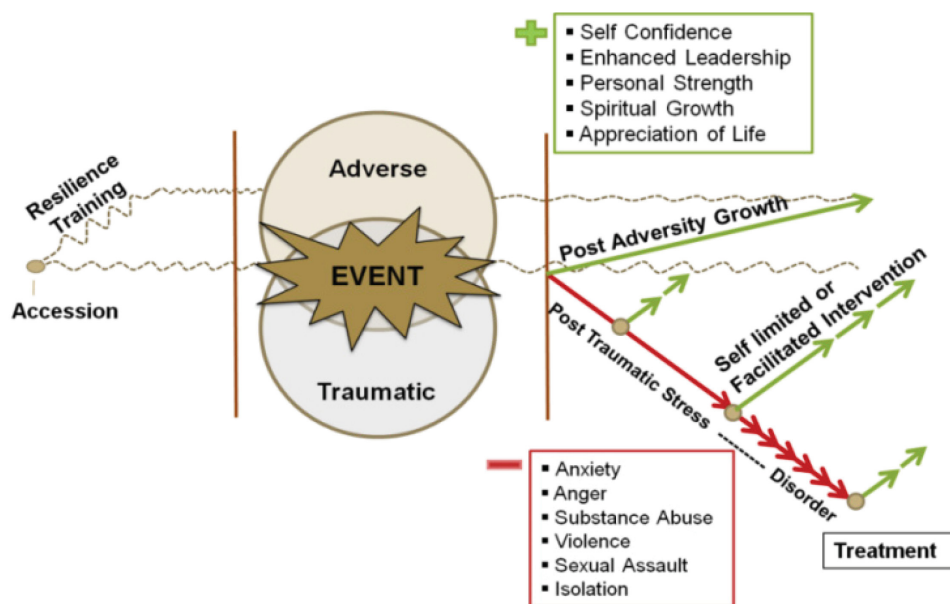 Self Confidence
Enhanced Leadership
Personal Strength
Spiritual Growth
Appreciation of Life
Resilience
Training
Accession
Adverse
EVENT
Traumatic
Post Adversity Growth
Self limited or
Facilitated Intervention
Post Traumatic Stress ------ Disorder
Anxiety
Anger
Substance Abuse
Violence
Sexual Assault
Isolation
Treatment